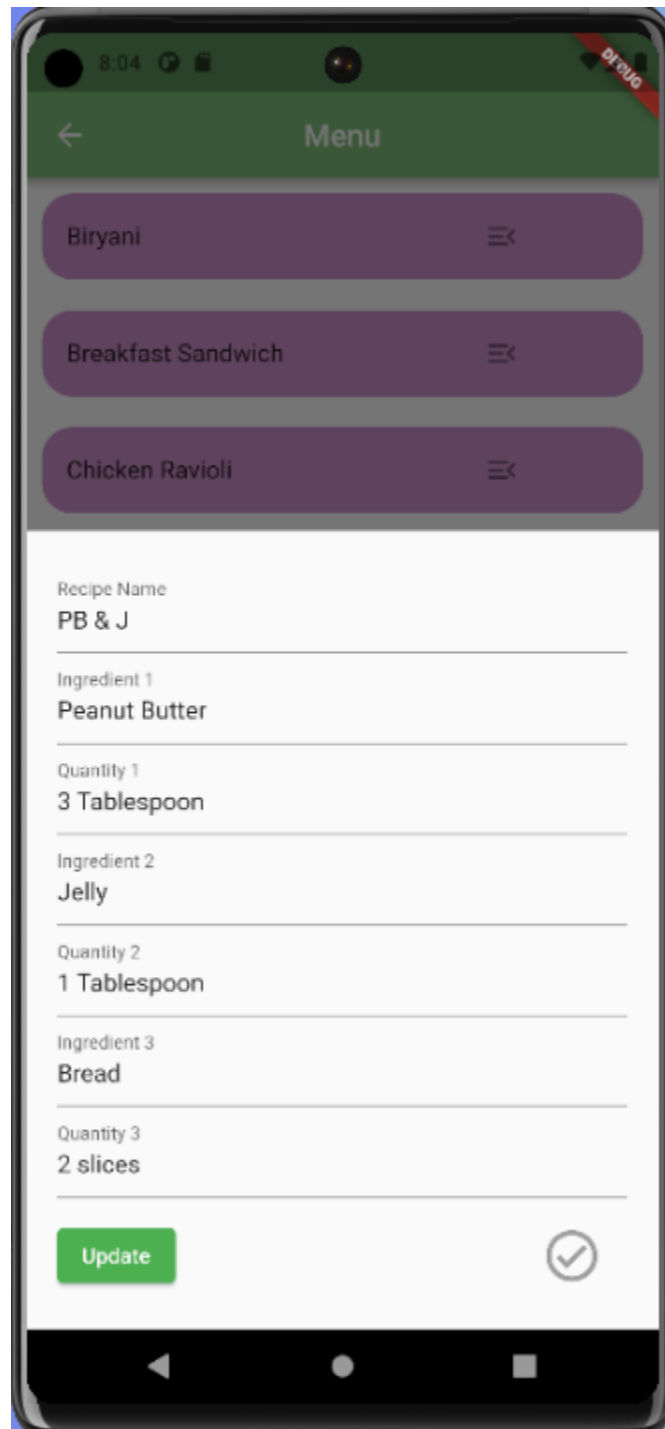 8:04
DEBUG
Menu
Biryani
Breakfast Sandwich
Chicken Ravioli
Recipe Name
PB & J
Ingredient 1
Peanut Butter
Quantity 1
3 Tablespoon
Ingredient 2
Jelly
Quantity 2
1 Tablespoon
Ingredient 3
Bread
Quantity 3
2 slices
Update